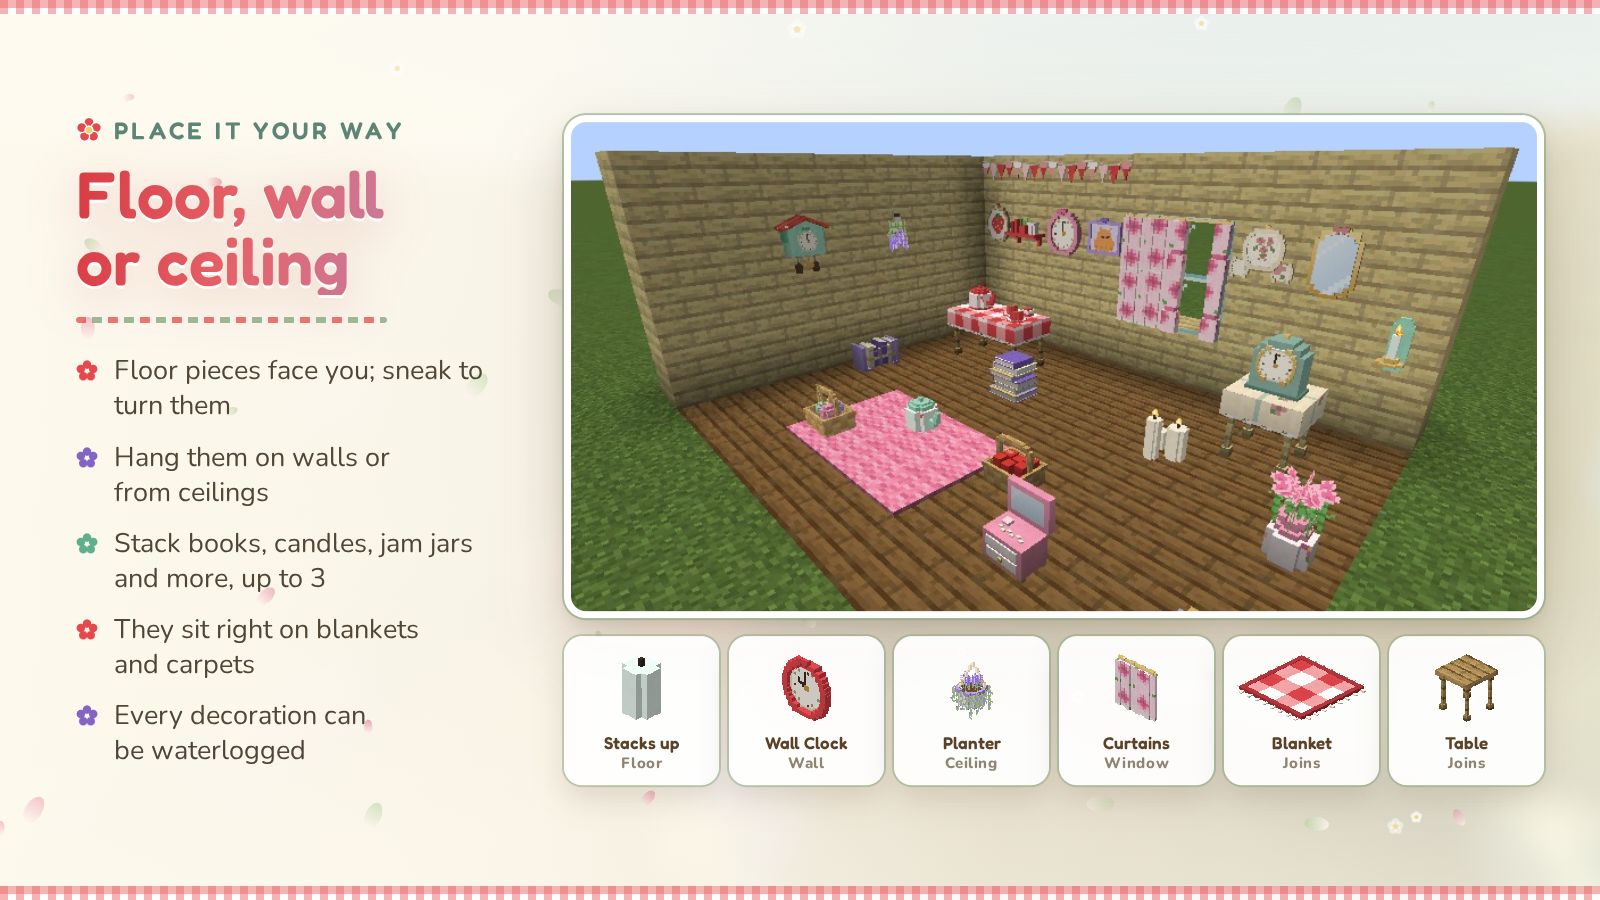 PLACE IT YOUR WAY
Floor, wall
or ceiling
Floor pieces face you; sneak to
turn them
Hang them on walls or
from ceilings
Stack books, candles, jam jars
and more, up to 3
They sit right on blankets
and carpets
Every decoration can
be waterlogged
Stacks up
Floor
Wall Clock
Wall
Planter
Ceiling
Curtains
Window
Blanket
Joins
Table
Joins